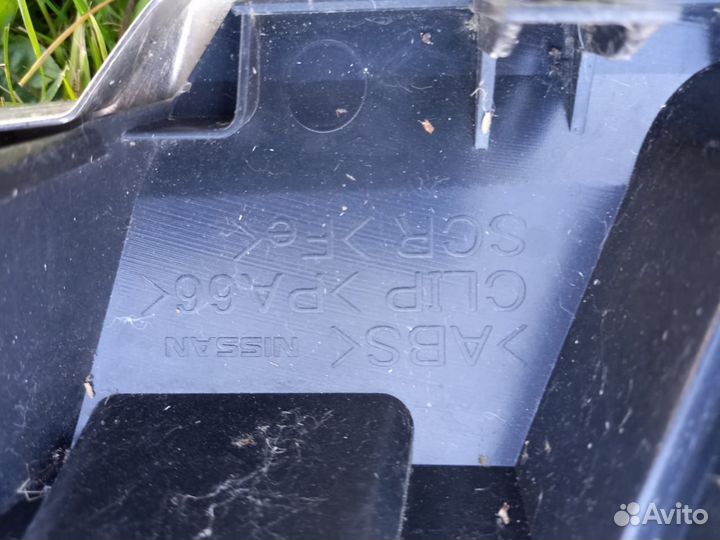 >ABS< NISSAN
CLIP >PA66<
SCR >Fe<
Avito